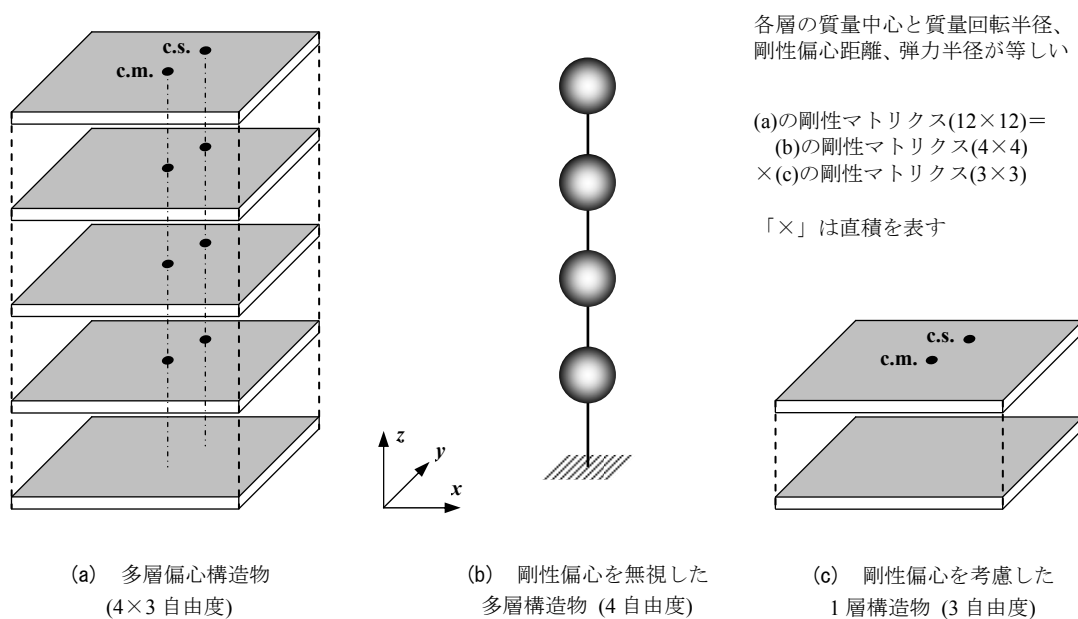 c.s.
c.m.
各層の質量中心と質量回転半径、
剛性偏心距離、弾力半径が等しい
(a)の剛性マトリクス(12×12)＝
(b)の剛性マトリクス(4×4)
×(c)の剛性マトリクス(3×3)
「×」は直積を表す
c.s.
c.m.
z
y
x
(a) 多層偏心構造物
(4×3 自由度)
(b) 剛性偏心を無視した
多層構造物 (4 自由度)
(c) 剛性偏心を考慮した
1 層構造物 (3 自由度)